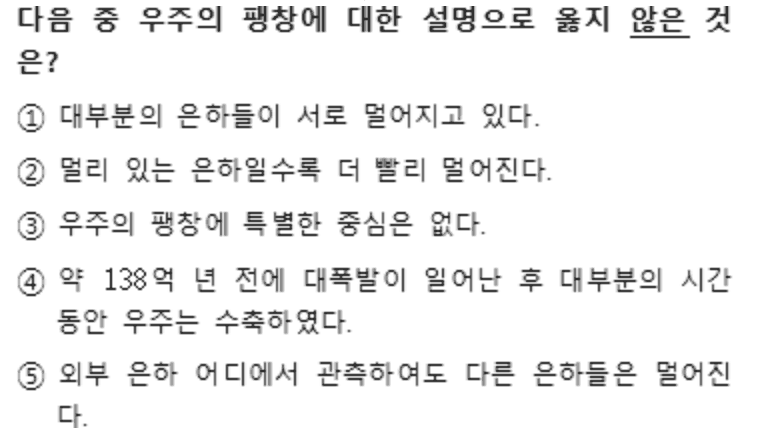 다음 중 우주의 팽창에 대한 설명으로 옳지 않은 것
은?
① 대부분의 은하들이 서로 멀어지고 있다.
② 멀리 있는 은하일수록 더 빨리 멀어진다.
③ 우주의 팽창에 특별한 중심은 없다.
④ 약 138억 년 전에 대폭발이 일어난 후 대부분의 시간
동안 우주는 수축하였다.
⑤ 외부 은하 어디에서 관측하여도 다른 은하들은 멀어진
다.